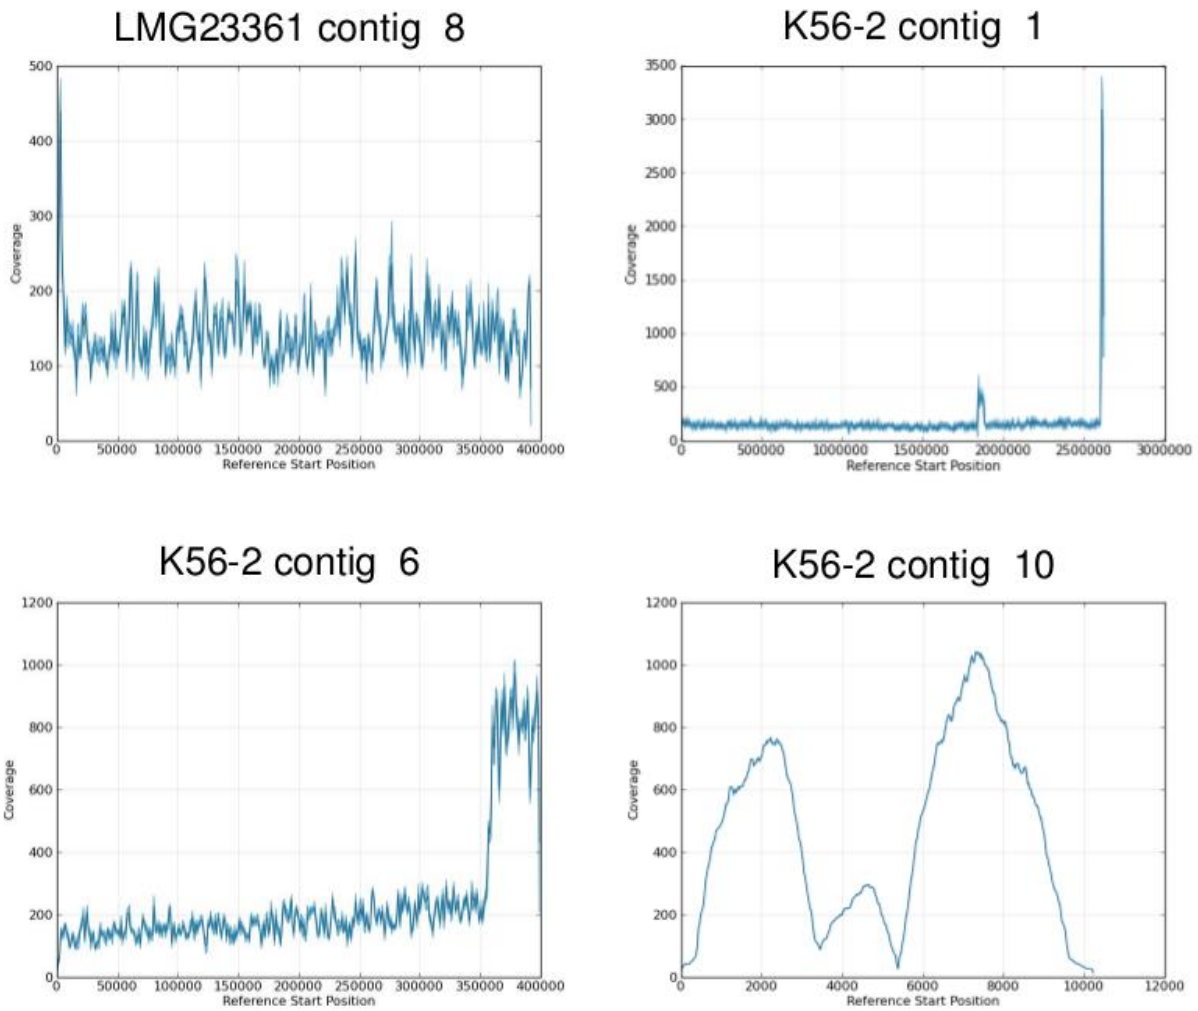 LMG23361 contig 8
500
400
300
200
100
0
Coverage
0 50000 100000 150000 200000 250000 300000 350000 400000
Reference Start Position
K56-2 contig 1
3500
3000
2500
2000
1500
1000
500
0
Coverage
0 500000 1000000 1500000 2000000 2500000 3000000
Reference Start Position
K56-2 contig 6
1200
1000
800
600
400
200
0
Coverage
0 50000 100000 150000 200000 250000 300000 350000 400000
Reference Start Position
K56-2 contig 10
1200
1000
800
600
400
200
0
Coverage
0 2000 4000 6000 8000 10000 12000
Reference Start Position